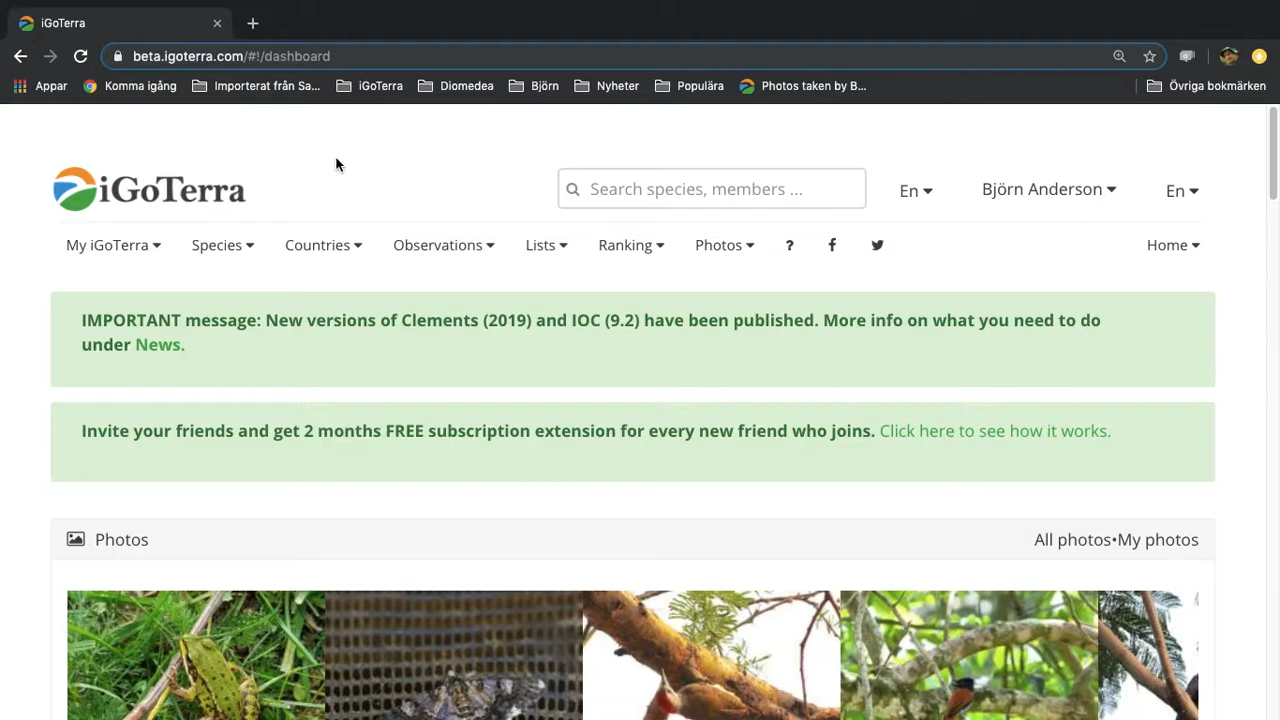 iGoTerra
beta.igoterra.com/#!/dashboard
Appar Komma igång Importerat från Sa... iGoTerra Diomedea Björn Nyheter Populära Photos taken by B... Övriga bokmärken
iGoTerra Search species, members ... En Björn Anderson En
My iGoTerra Species Countries Observations Lists Ranking Photos ? Home
IMPORTANT message: New versions of Clements (2019) and IOC (9.2) have been published. More info on what you need to do
under News.
Invite your friends and get 2 months FREE subscription extension for every new friend who joins. Click here to see how it works.
Photos All photos•My photos